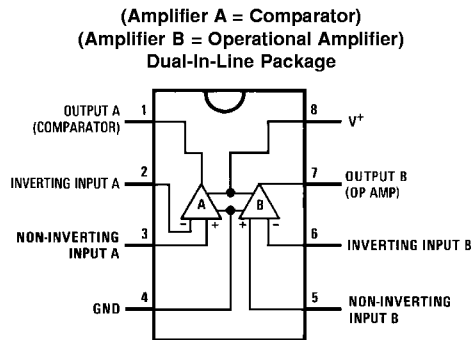 (Amplifier A = Comparator)
(Amplifier B = Operational Amplifier)
Dual-In-Line Package
OUTPUT A
(COMPARATOR)
1
8
V+
2
INVERTING INPUT A
7
OUTPUT B
(OP AMP)
A
B
- +
+ -
NON-INVERTING
INPUT A
3
6
INVERTING INPUT B
GND
4
5
NON-INVERTING
INPUT B